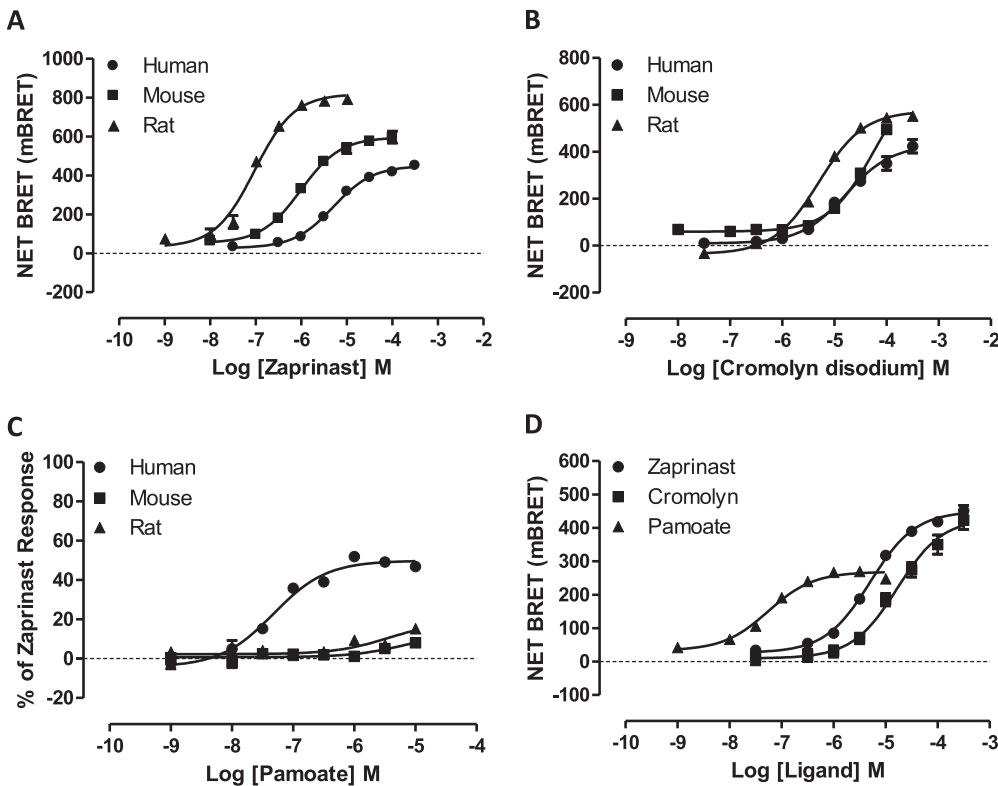 A
NET BRET (mBRET)
1000
800
600
400
200
0
-200
Human
Mouse
Rat
-10 -9 -8 -7 -6 -5 -4 -3 -2
Log [Zaprinast] M
B
NET BRET (mBRET)
800
600
400
200
0
-200
Human
Mouse
Rat
-9 -8 -7 -6 -5 -4 -3 -2
Log [Cromolyn disodium] M
C
% of Zaprinast Response
100
80
60
40
20
0
-20
Human
Mouse
Rat
-10 -9 -8 -7 -6 -5 -4
Log [Pamoate] M
D
NET BRET (mBRET)
600
500
400
300
200
100
0
-100
Zaprinast
Cromolyn
Pamoate
-10 -9 -8 -7 -6 -5 -4 -3
Log [Ligand] M